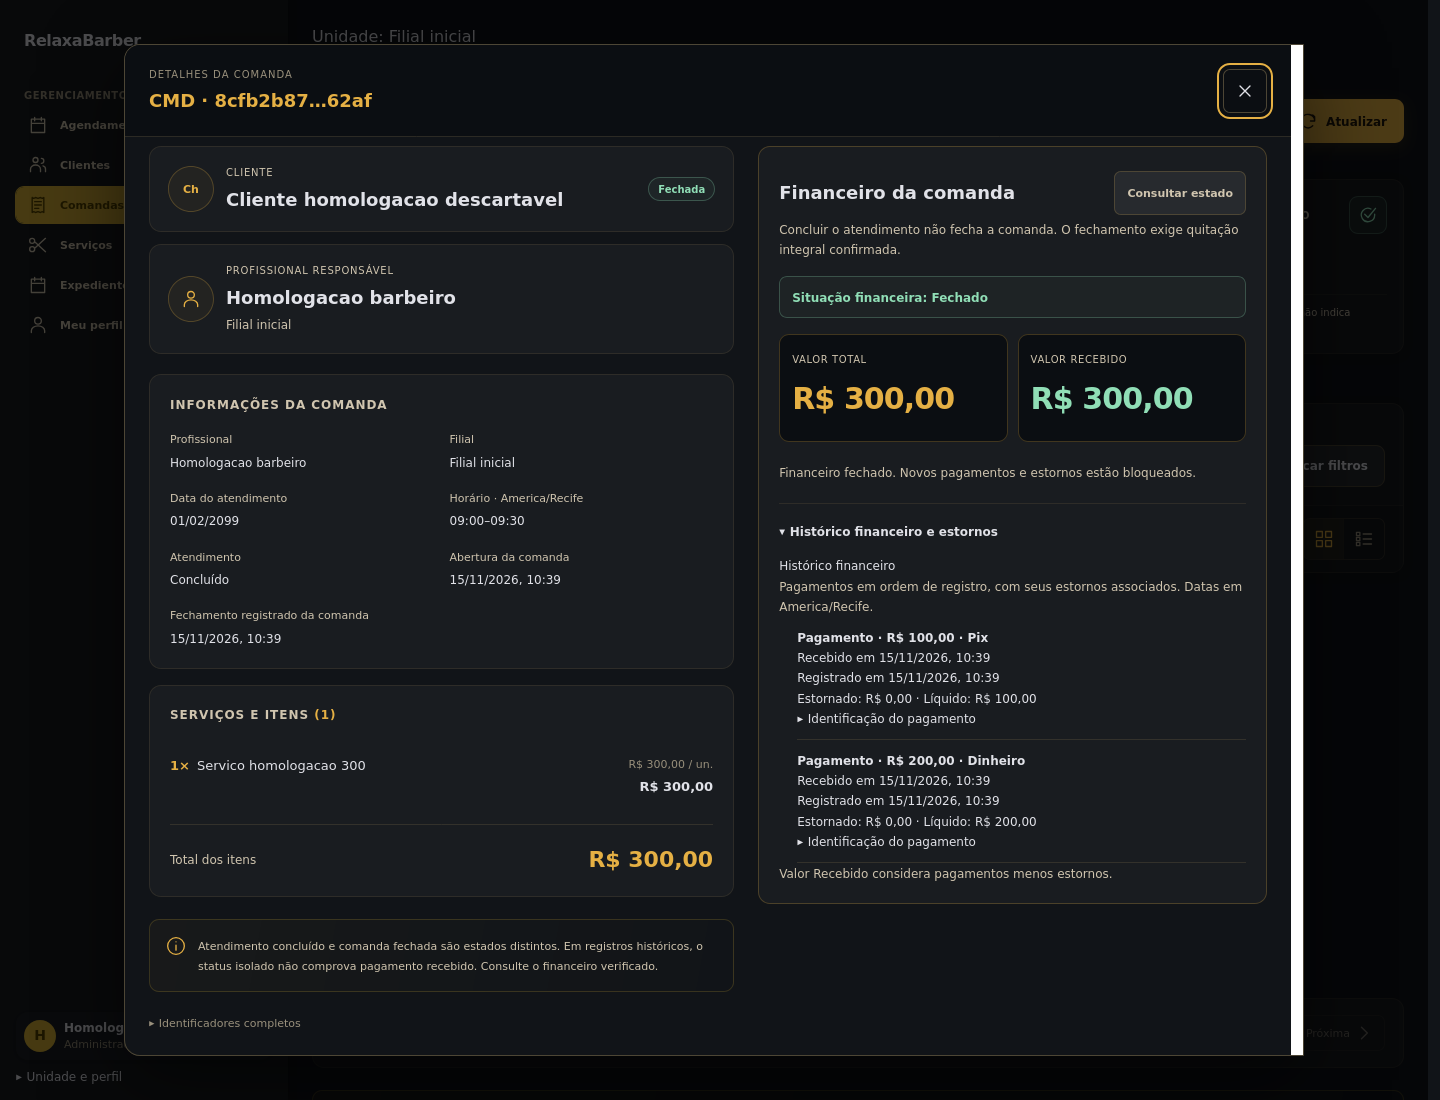 RelaxaBarber
Unidade: Filial inicial
GERENCIAMENTO
Agendame
Clientes
Comandas
Serviços
Expediente
Meu perfil
Atualizar
ão indica
car filtros
Próxima
H
Homolog
Administra
▸ Unidade e perfil
DETALHES DA COMANDA
CMD · 8cfb2b87…62af
Ch
CLIENTE
Cliente homologacao descartavel
Fechada
PROFISSIONAL RESPONSÁVEL
Homologacao barbeiro
Filial inicial
INFORMAÇÕES DA COMANDA
Profissional
Homologacao barbeiro
Filial
Filial inicial
Data do atendimento
01/02/2099
Horário · America/Recife
09:00–09:30
Atendimento
Concluído
Abertura da comanda
15/11/2026, 10:39
Fechamento registrado da comanda
15/11/2026, 10:39
SERVIÇOS E ITENS (1)
1× Servico homologacao 300
R$ 300,00 / un.
R$ 300,00
Total dos itens
R$ 300,00
Atendimento concluído e comanda fechada são estados distintos. Em registros históricos, o
status isolado não comprova pagamento recebido. Consulte o financeiro verificado.
▸ Identificadores completos
Financeiro da comanda
Consultar estado
Concluir o atendimento não fecha a comanda. O fechamento exige quitação
integral confirmada.
Situação financeira: Fechado
VALOR TOTAL
R$ 300,00
VALOR RECEBIDO
R$ 300,00
Financeiro fechado. Novos pagamentos e estornos estão bloqueados.
▾ Histórico financeiro e estornos
Histórico financeiro
Pagamentos em ordem de registro, com seus estornos associados. Datas em
America/Recife.
Pagamento · R$ 100,00 · Pix
Recebido em 15/11/2026, 10:39
Registrado em 15/11/2026, 10:39
Estornado: R$ 0,00 · Líquido: R$ 100,00
▸ Identificação do pagamento
Pagamento · R$ 200,00 · Dinheiro
Recebido em 15/11/2026, 10:39
Registrado em 15/11/2026, 10:39
Estornado: R$ 0,00 · Líquido: R$ 200,00
▸ Identificação do pagamento
Valor Recebido considera pagamentos menos estornos.